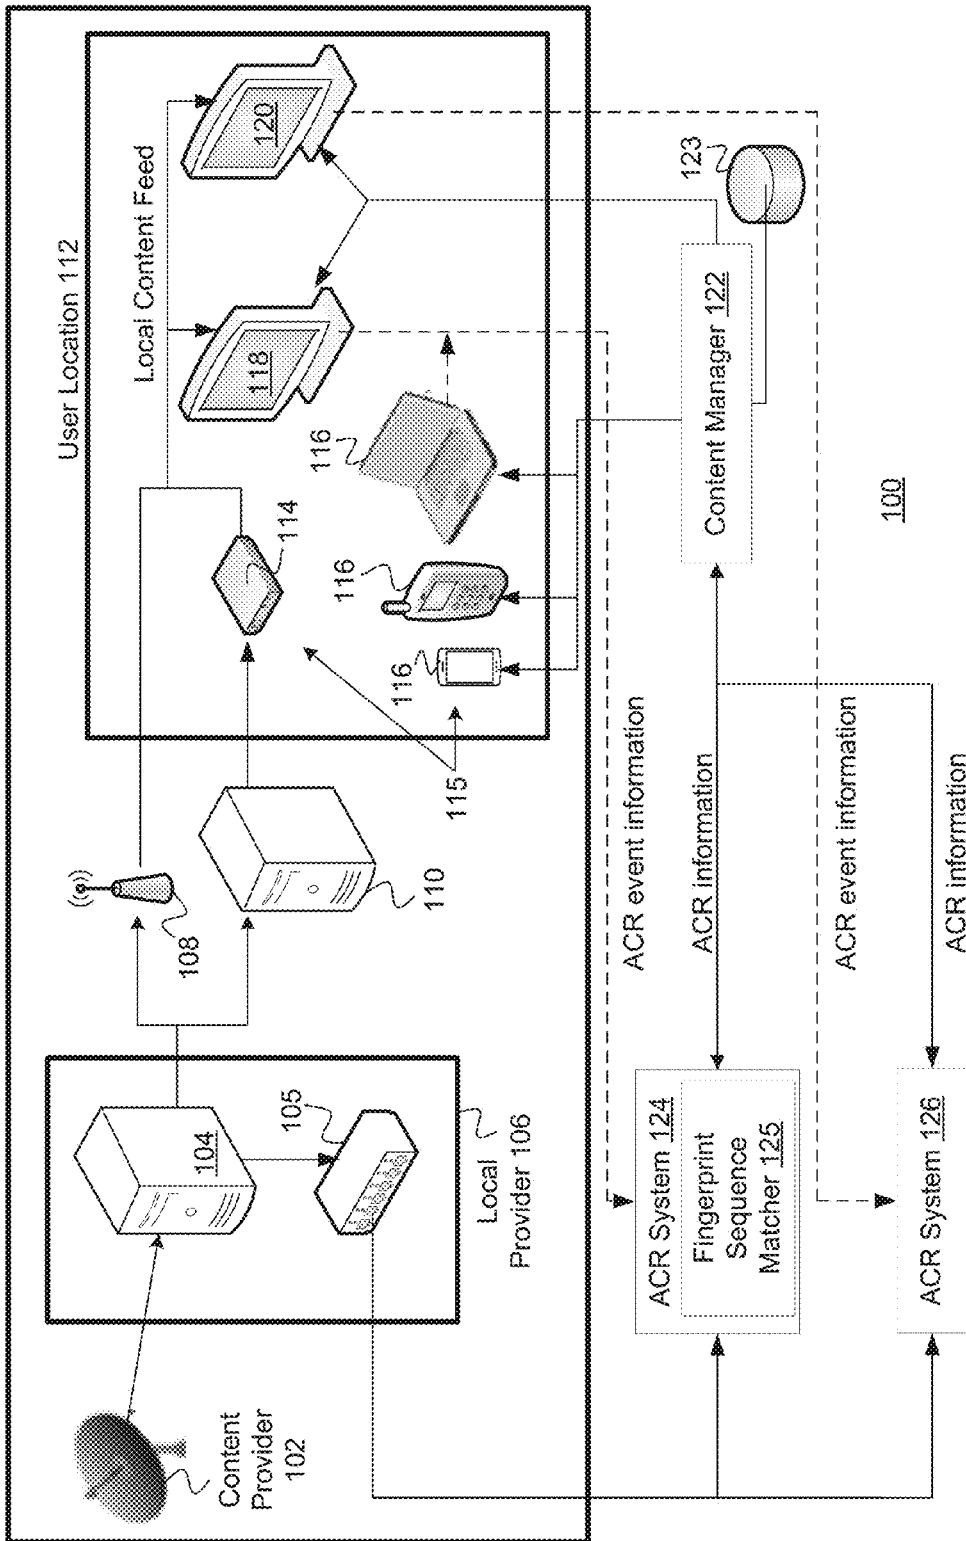 User Location 112
Local Content Feed
120
118
123
108
114
116
116
116
115
110
104
105
Local
Provider 106
Content
Provider
102
ACR event information
ACR information
Content Manager 122
ACR System 124
Fingerprint
Sequence
Matcher 125
ACR event information
100
ACR System 126
ACR information